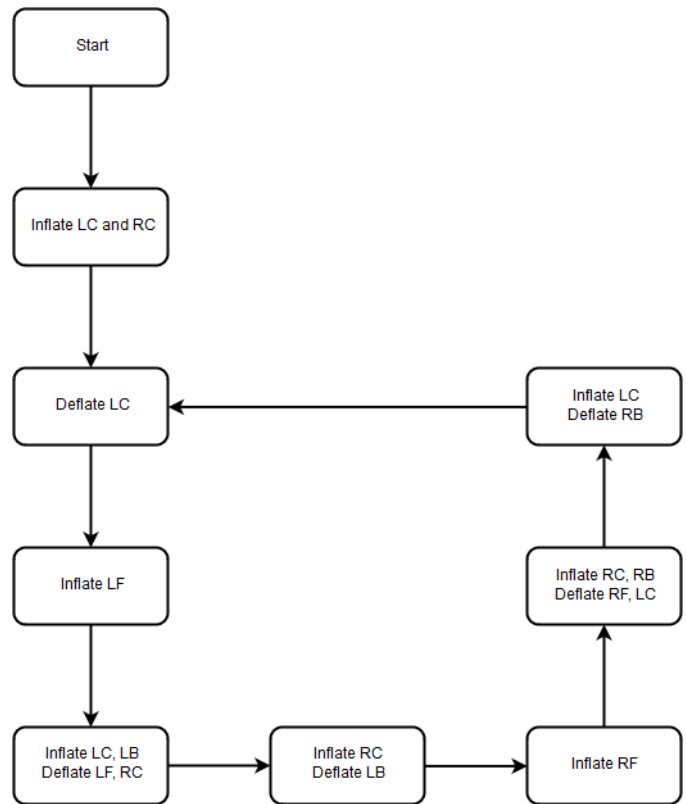 Start
Inflate LC and RC
Deflate LC
Inflate LC
Deflate RB
Inflate LF
Inflate RC, RB
Deflate RF, LC
Inflate LC, LB
Deflate LF, RC
Inflate RC
Deflate LB
Inflate RF